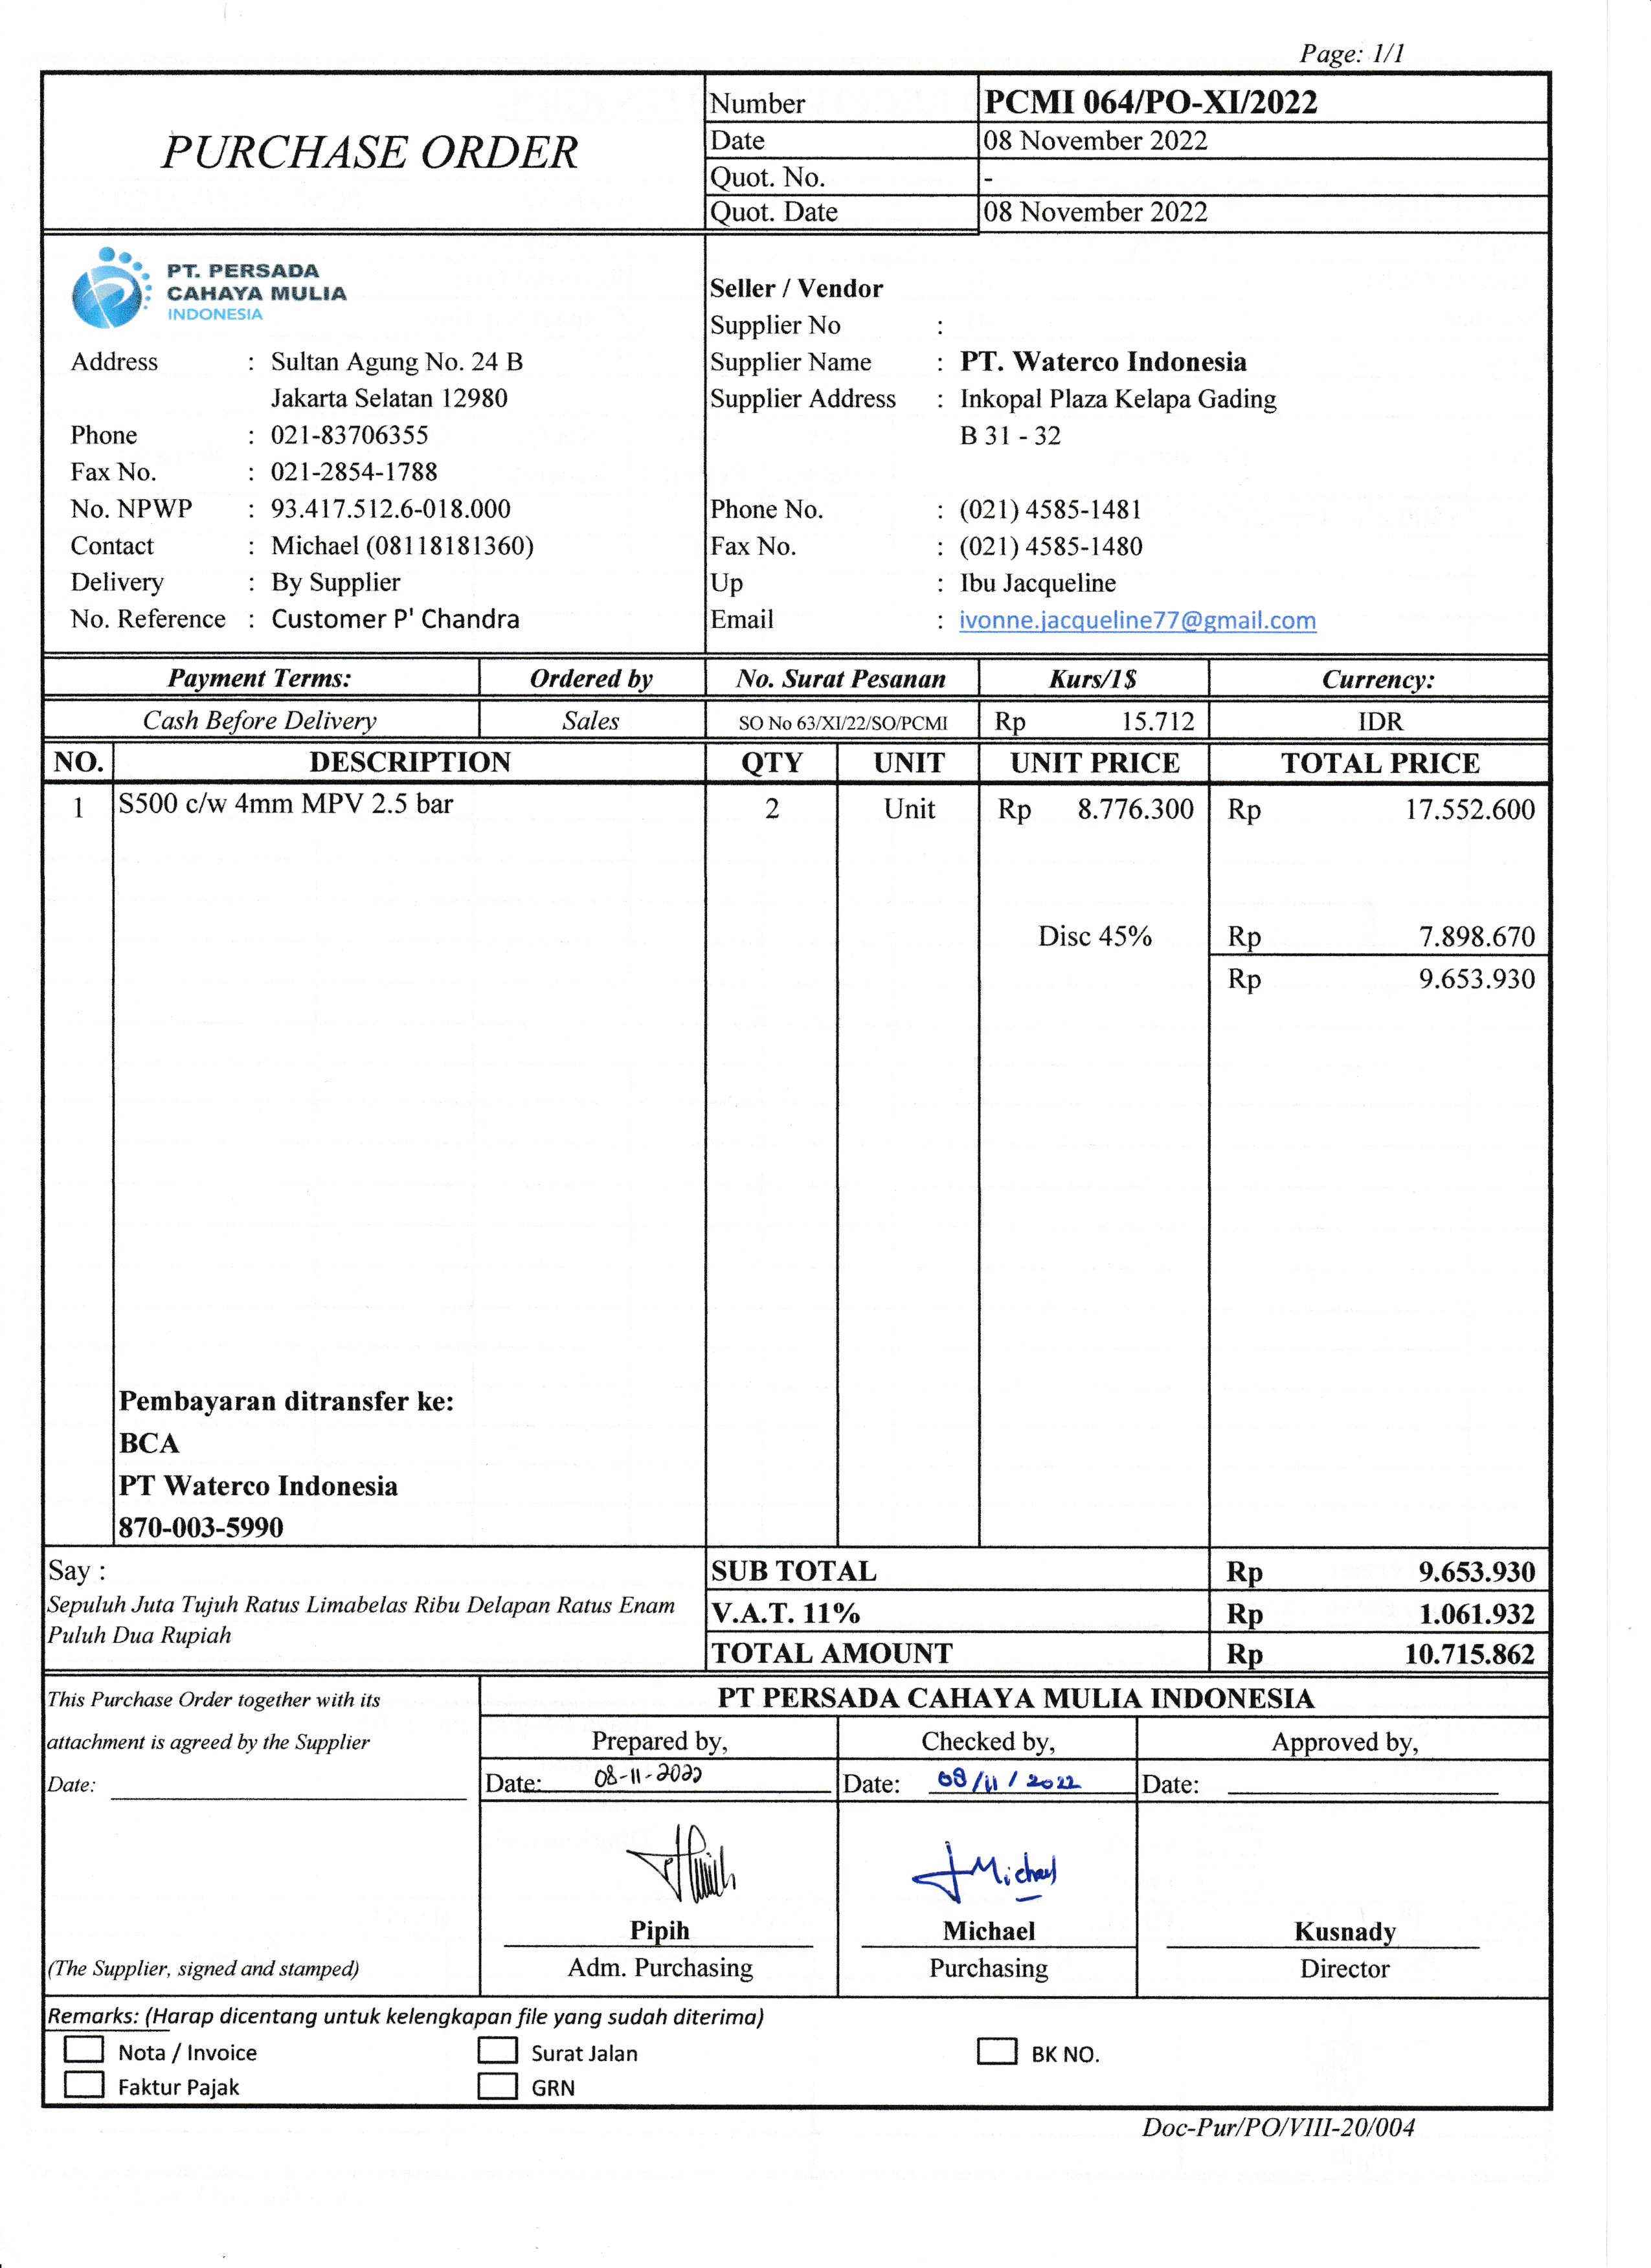 Page: 1/1
PURCHASE ORDER
Number PCMI 064/PO-XI/2022
Date 08 November 2022
Quot. No. -
Quot. Date 08 November 2022
PT. PERSADA
CAHAYA MULIA
INDONESIA
Address : Sultan Agung No. 24 B
Jakarta Selatan 12980
Phone : 021-83706355
Fax No. : 021-2854-1788
No. NPWP : 93.417.512.6-018.000
Contact : Michael (08118181360)
Delivery : By Supplier
No. Reference : Customer P' Chandra
Seller / Vendor
Supplier No :
Supplier Name : PT. Waterco Indonesia
Supplier Address : Inkopal Plaza Kelapa Gading
B 31 - 32
Phone No. : (021) 4585-1481
Fax No. : (021) 4585-1480
Up : Ibu Jacqueline
Email : ivonne.jacqueline77@gmail.com
Payment Terms: Ordered by No. Surat Pesanan Kurs/1$ Currency:
Cash Before Delivery Sales SO No 63/XI/22/SO/PCMI Rp 15.712 IDR
NO. DESCRIPTION QTY UNIT UNIT PRICE TOTAL PRICE
1 S500 c/w 4mm MPV 2.5 bar 2 Unit Rp 8.776.300 Rp 17.552.600
Disc 45% Rp 7.898.670
Rp 9.653.930
Pembayaran ditransfer ke:
BCA
PT Waterco Indonesia
870-003-5990
Say :
Sepuluh Juta Tujuh Ratus Limabelas Ribu Delapan Ratus Enam
Puluh Dua Rupiah
SUB TOTAL Rp 9.653.930
V.A.T. 11% Rp 1.061.932
TOTAL AMOUNT Rp 10.715.862
This Purchase Order together with its
attachment is agreed by the Supplier
Date:
(The Supplier, signed and stamped)
PT PERSADA CAHAYA MULIA INDONESIA
Prepared by, Checked by, Approved by,
Date: 08-11-2022 Date: 08/11/2022 Date:
Michael
Pipih Michael Kusnady
Adm. Purchasing Purchasing Director
Remarks: (Harap dicentang untuk kelengkapan file yang sudah diterima)
Nota / Invoice Surat Jalan BK NO.
Faktur Pajak GRN
Doc-Pur/PO/VIII-20/004